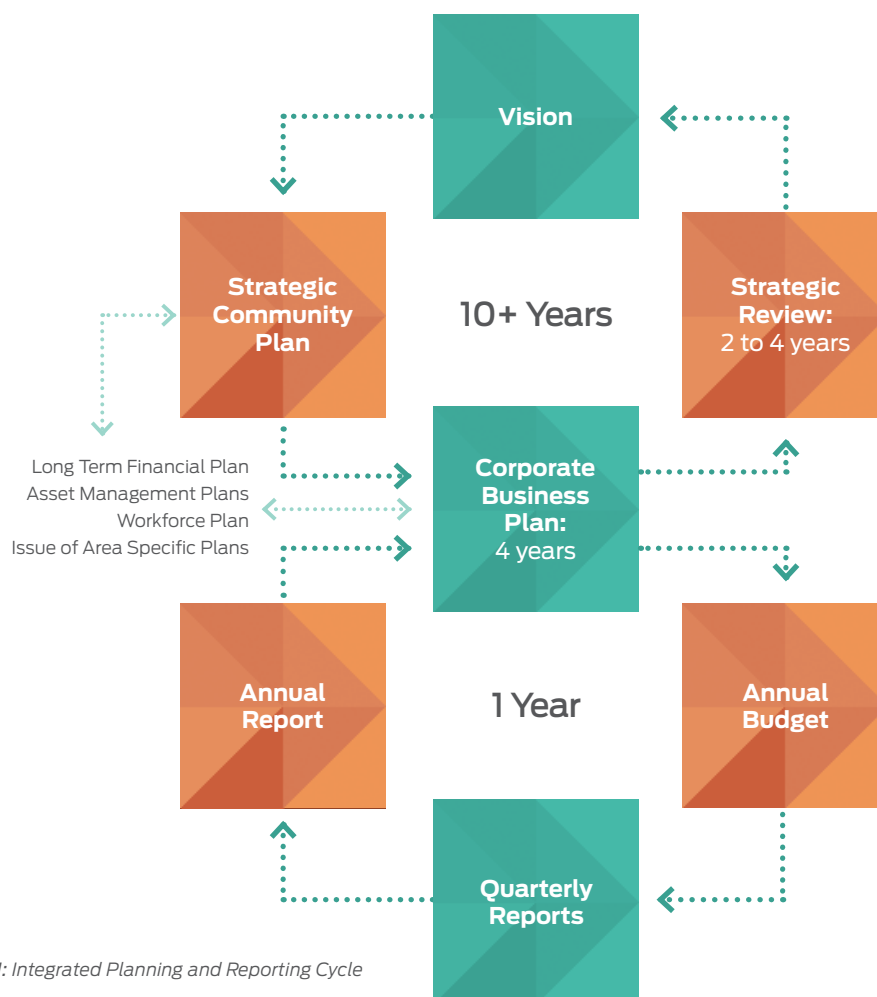 Vision
Strategic
Community
Plan
10+ Years
Strategic
Review:
2 to 4 years
Long Term Financial Plan
Asset Management Plans
Workforce Plan
Issue of Area Specific Plans
Corporate
Business
Plan:
4 years
Annual
Report
1 Year
Annual
Budget
Quarterly
Reports
: Integrated Planning and Reporting Cycle